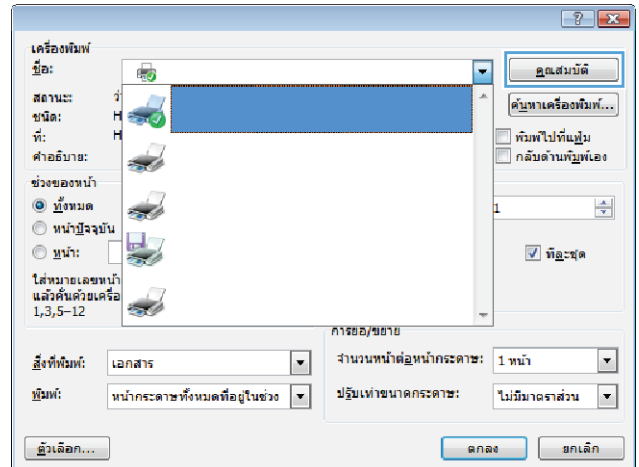 เครื่องพิมพ์
ชื่อ:
คุณสมบัติ
สถานะ: ว่
ค้นหาเครื่องพิมพ์...
ชนิด: H
ที่: H
พิมพ์ไปที่แฟ้ม
คำอธิบาย:
กลับด้านพิมพ์เอง
ช่วงของหน้า
ทั้งหมด
1
หน้าปัจจุบัน
หน้า:
ทีละชุด
ใส่หมายเลขหน้า
แล้วคั่นด้วยเครื่อ
1,3,5–12
การย่อ/ขยาย
สิ่งที่พิมพ์: เอกสาร
จำนวนหน้าต่อหน้ากระดาษ: 1 หน้า
พิมพ์: หน้ากระดาษทั้งหมดที่อยู่ในช่วง
ปรับเท่าขนาดกระดาษ: ไม่มีมาตราส่วน
ตัวเลือก...
ตกลง
ยกเลิก